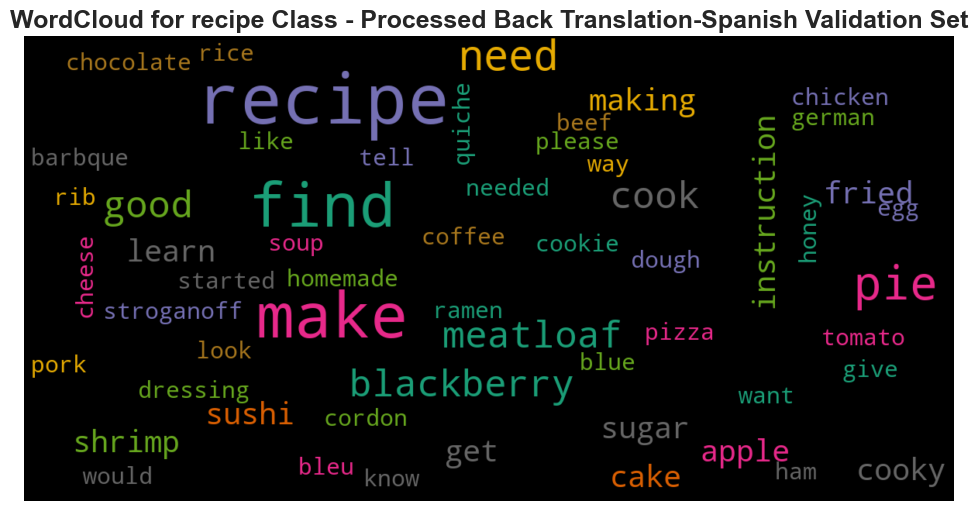 WordCloud for recipe Class - Processed Back Translation-Spanish Validation Set
chocolate
rice
need
recipe
quiche
making
chicken
german
beef
please
like
tell
way
barbque
rib
good
find
needed
cook
instruction
fried
egg
honey
cheese
learn
soup
coffee
cookie
dough
started
homemade
pie
stroganoff
make
ramen
meatloaf
pizza
tomato
look
pork
blue
give
dressing
blackberry
want
sushi
cordon
sugar
shrimp
get
apple
would
bleu
know
cake
ham
cooky